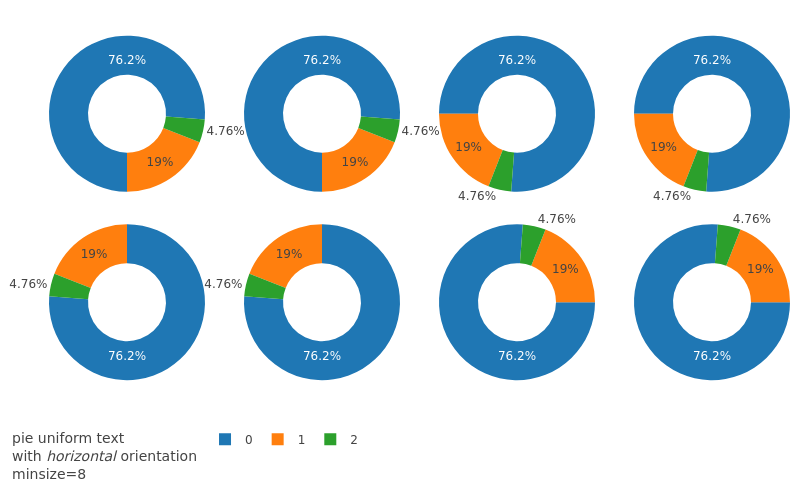 76.2% 76.2% 76.2% 76.2%
4.76% 4.76%
19% 19%
19% 19%
4.76% 4.76%
4.76% 4.76%
19% 19%
19% 19%
4.76% 4.76%
76.2% 76.2% 76.2% 76.2%
pie uniform text
with horizontal orientation
minsize=8
0 1 2